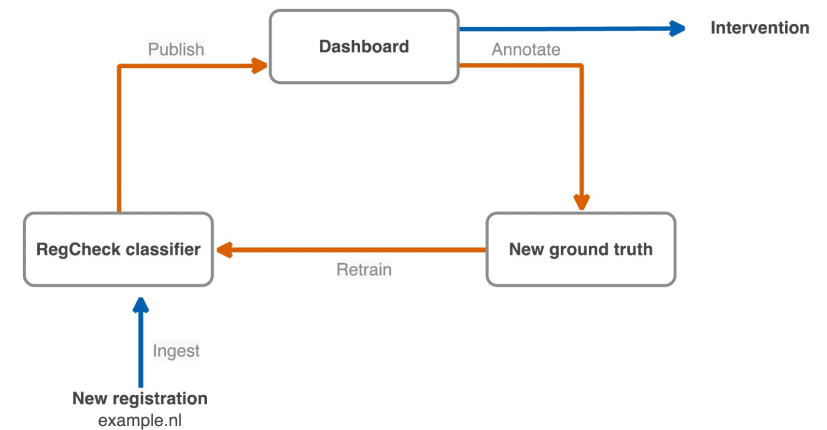 Publish
Dashboard
Annotate
Intervention
RegCheck classifier
New ground truth
Retrain
Ingest
New registration
example.nl